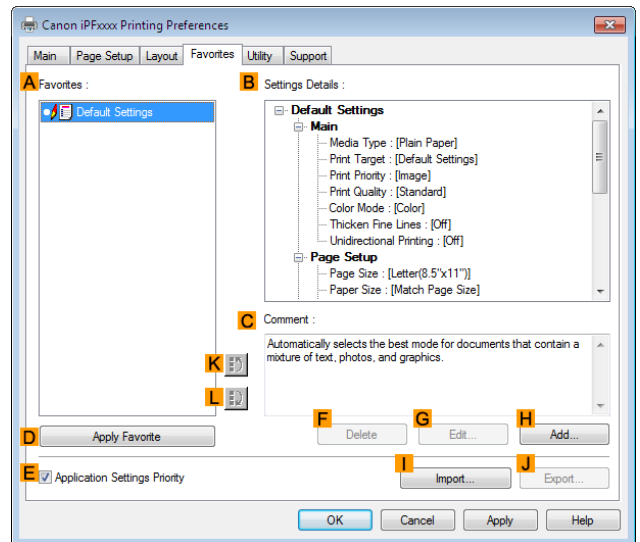 Canon iPFxxxx Printing Preferences
Main Page Setup Layout Favorites Utility Support
A Favorites :
Default Settings
B Settings Details :
Default Settings
Main
Media Type : [Plain Paper]
Print Target : [Default Settings]
Print Priority : [Image]
Print Quality : [Standard]
Color Mode : [Color]
Thicken Fine Lines : [Off]
Unidirectional Printing : [Off]
Page Setup
Page Size : [Letter(8.5"x11")]
Paper Size : [Match Page Size]
C Comment :
Automatically selects the best mode for documents that contain a
mixture of text, photos, and graphics.
K
L
D Apply Favorite
F Delete
G Edit...
H Add...
E Application Settings Priority
I Import...
J Export...
OK Cancel Apply Help